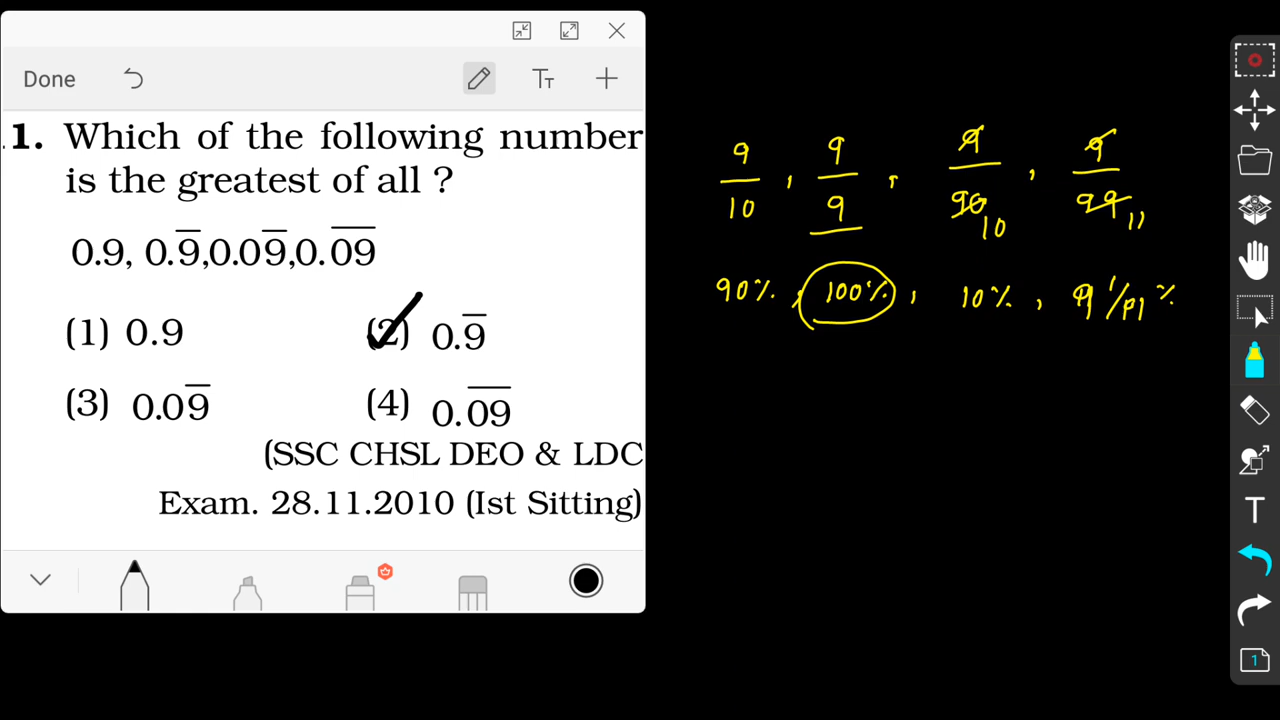 Done
.1. Which of the following number
is the greatest of all ?
0.9, 0.9̅,0.09̅,0.0̅9̅
(1) 0.9 (2) 0.9̅
(3) 0.09̅ (4) 0.0̅9̅
(SSC CHSL DEO & LDC
Exam. 28.11.2010 (Ist Sitting)
9/10 , 9/9 , 9/90 10 , 9/99 11
90% , 100% , 10% , 9 1/11 %
T
1